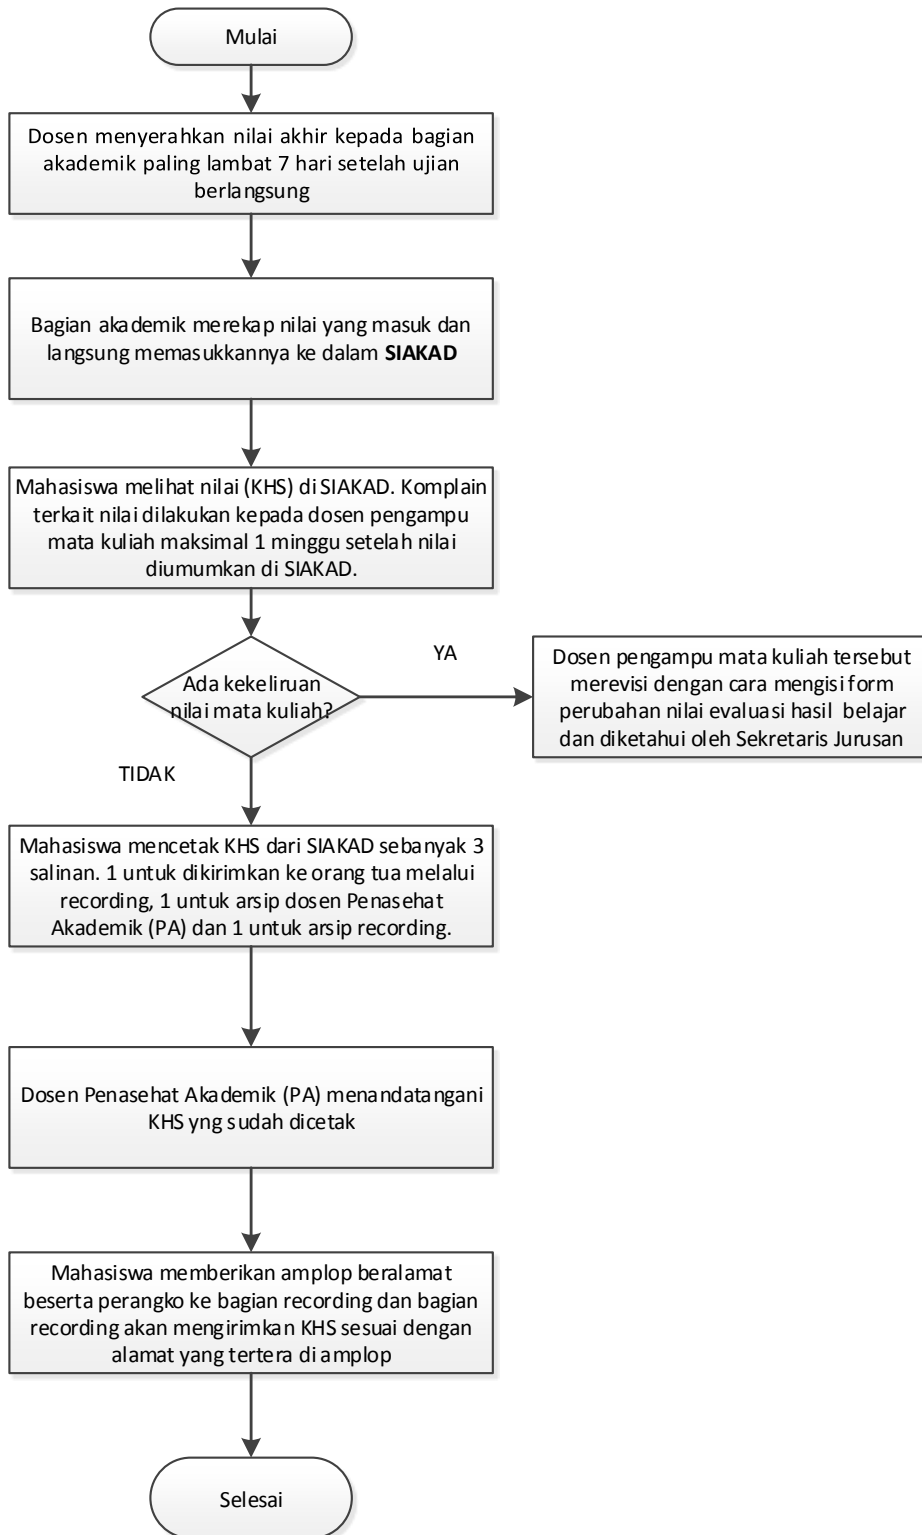 Mulai
Dosen menyerahkan nilai akhir kepada bagian
akademik paling lambat 7 hari setelah ujian
berlangsung
Bagian akademik merekap nilai yang masuk dan
langsung memasukkannya ke dalam SIAKAD
Mahasiswa melihat nilai (KHS) di SIAKAD. Komplain
terkait nilai dilakukan kepada dosen pengampu
mata kuliah maksimal 1 minggu setelah nilai
diumumkan di SIAKAD.
Ada kekeliruan
nilai mata kuliah?
YA
Dosen pengampu mata kuliah tersebut
merevisi dengan cara mengisi form
perubahan nilai evaluasi hasil belajar
dan diketahui oleh Sekretaris Jurusan
TIDAK
Mahasiswa mencetak KHS dari SIAKAD sebanyak 3
salinan. 1 untuk dikirimkan ke orang tua melalui
recording, 1 untuk arsip dosen Penasehat
Akademik (PA) dan 1 untuk arsip recording.
Dosen Penasehat Akademik (PA) menandatangani
KHS yng sudah dicetak
Mahasiswa memberikan amplop beralamat
beserta perangko ke bagian recording dan bagian
recording akan mengirimkan KHS sesuai dengan
alamat yang tertera di amplop
Selesai